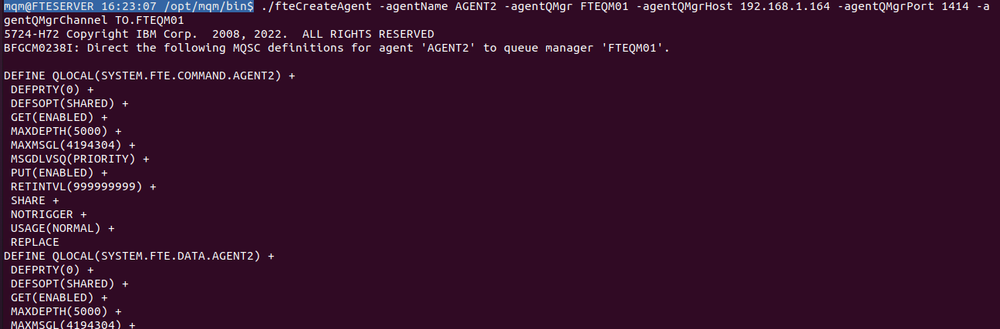 mqm@FTESERVER 16:23:07 /opt/mqm/bin$ ./fteCreateAgent -agentName AGENT2 -agentQMgr FTEQM01 -agentQMgrHost 192.168.1.164 -agentQMgrPort 1414 -a
gentQMgrChannel TO.FTEQM01
5724-H72 Copyright IBM Corp.  2008, 2022.  ALL RIGHTS RESERVED
BFGCM0238I: Direct the following MQSC definitions for agent 'AGENT2' to queue manager 'FTEQM01'.

DEFINE QLOCAL(SYSTEM.FTE.COMMAND.AGENT2) +
 DEFPRTY(0) +
 DEFSOPT(SHARED) +
 GET(ENABLED) +
 MAXDEPTH(5000) +
 MAXMSGL(4194304) +
 MSGDLVSQ(PRIORITY) +
 PUT(ENABLED) +
 RETINTVL(999999999) +
 SHARE +
 NOTRIGGER +
 USAGE(NORMAL) +
 REPLACE
DEFINE QLOCAL(SYSTEM.FTE.DATA.AGENT2) +
 DEFPRTY(0) +
 DEFSOPT(SHARED) +
 GET(ENABLED) +
 MAXDEPTH(5000) +
 MAXMSGL(4194304) +